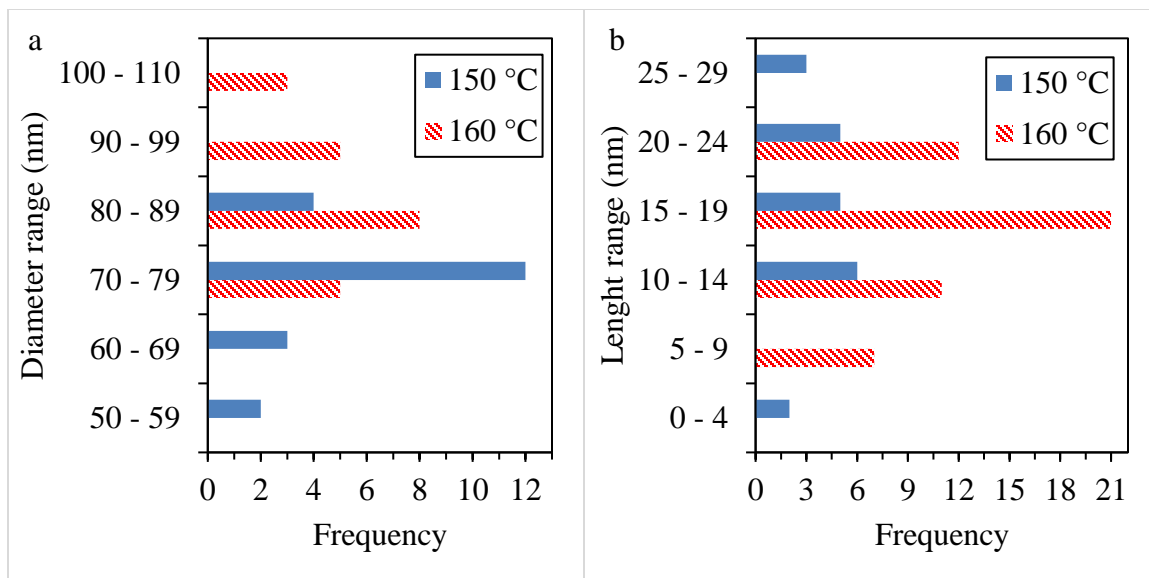 a
100 - 110
90 - 99
80 - 89
70 - 79
60 - 69
50 - 59
Diameter range (nm)
150 °C
160 °C
0 2 4 6 8 10 12
Frequency
b
25 - 29
20 - 24
15 - 19
10 - 14
5 - 9
0 - 4
Lenght range (nm)
150 °C
160 °C
0 3 6 9 12 15 18 21
Frequency